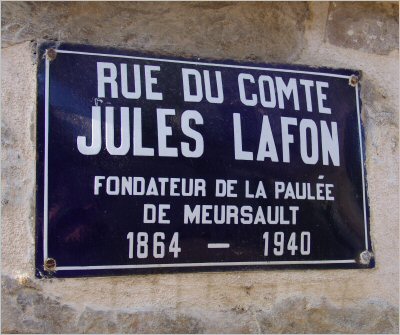 RUE DU COMTE
JULES LAFON
FONDATEUR DE LA PAULÉE
DE MEURSAULT
1864 — 1940